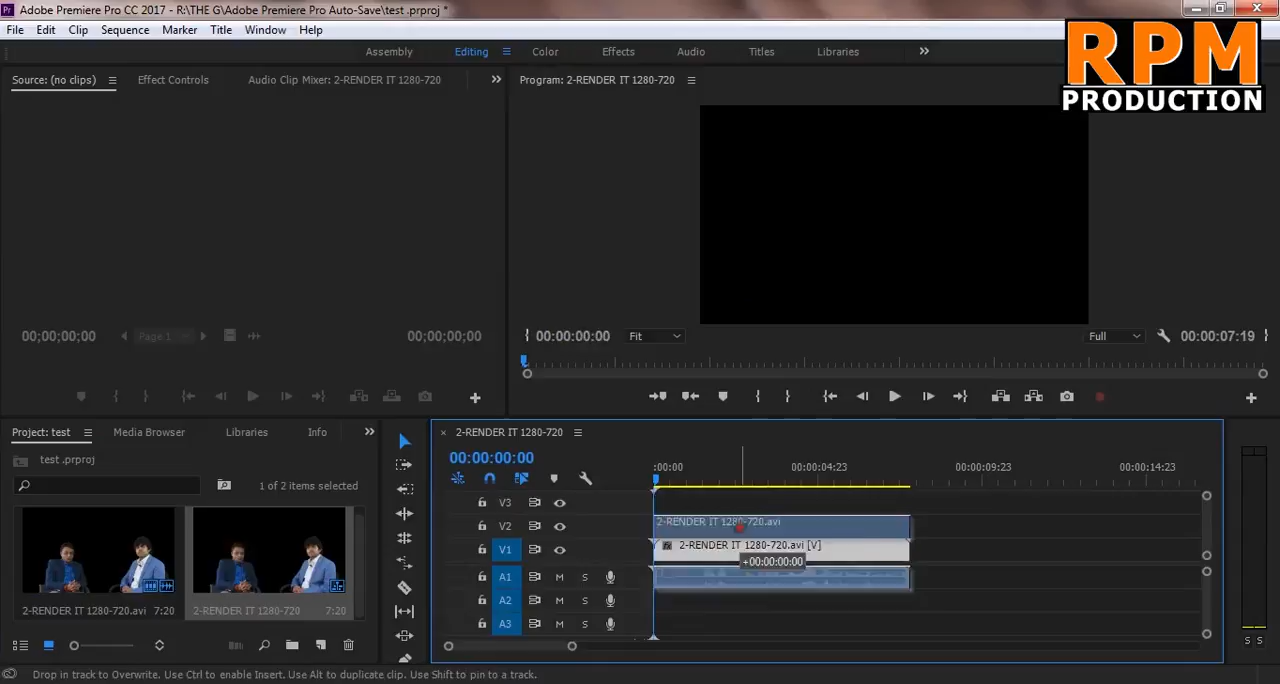 Adobe Premiere Pro CC 2017 - R:\THE G\Adobe Premiere Pro Auto-Save\test .prproj *
File Edit Clip Sequence Marker Title Window Help
Assembly Editing Color Effects Audio Titles Libraries
RPM
PRODUCTION
Source: (no clips) Effect Controls Audio Clip Mixer: 2-RENDER IT 1280-720
Program: 2-RENDER IT 1280-720
00;00;00;00 Page 1 00;00;00;00
00:00:00:00 Fit Full 00:00:07:19
Project: test Media Browser Libraries Info
test .prproj
1 of 2 items selected
2-RENDER IT 1280-720.avi 7:20
2-RENDER IT 1280-720 7:20
2-RENDER IT 1280-720
00:00:00:00
:00:00 00:00:04:23 00:00:09:23 00:00:14:23
V3
V2 2-RENDER IT 1280-720.avi
V1 2-RENDER IT 1280-720.avi [V]
+00:00:00:00
A1 M S
A2 M S
A3 M S
S S
Drop in track to Overwrite. Use Ctrl to enable Insert. Use Alt to duplicate clip. Use Shift to pin to a track.